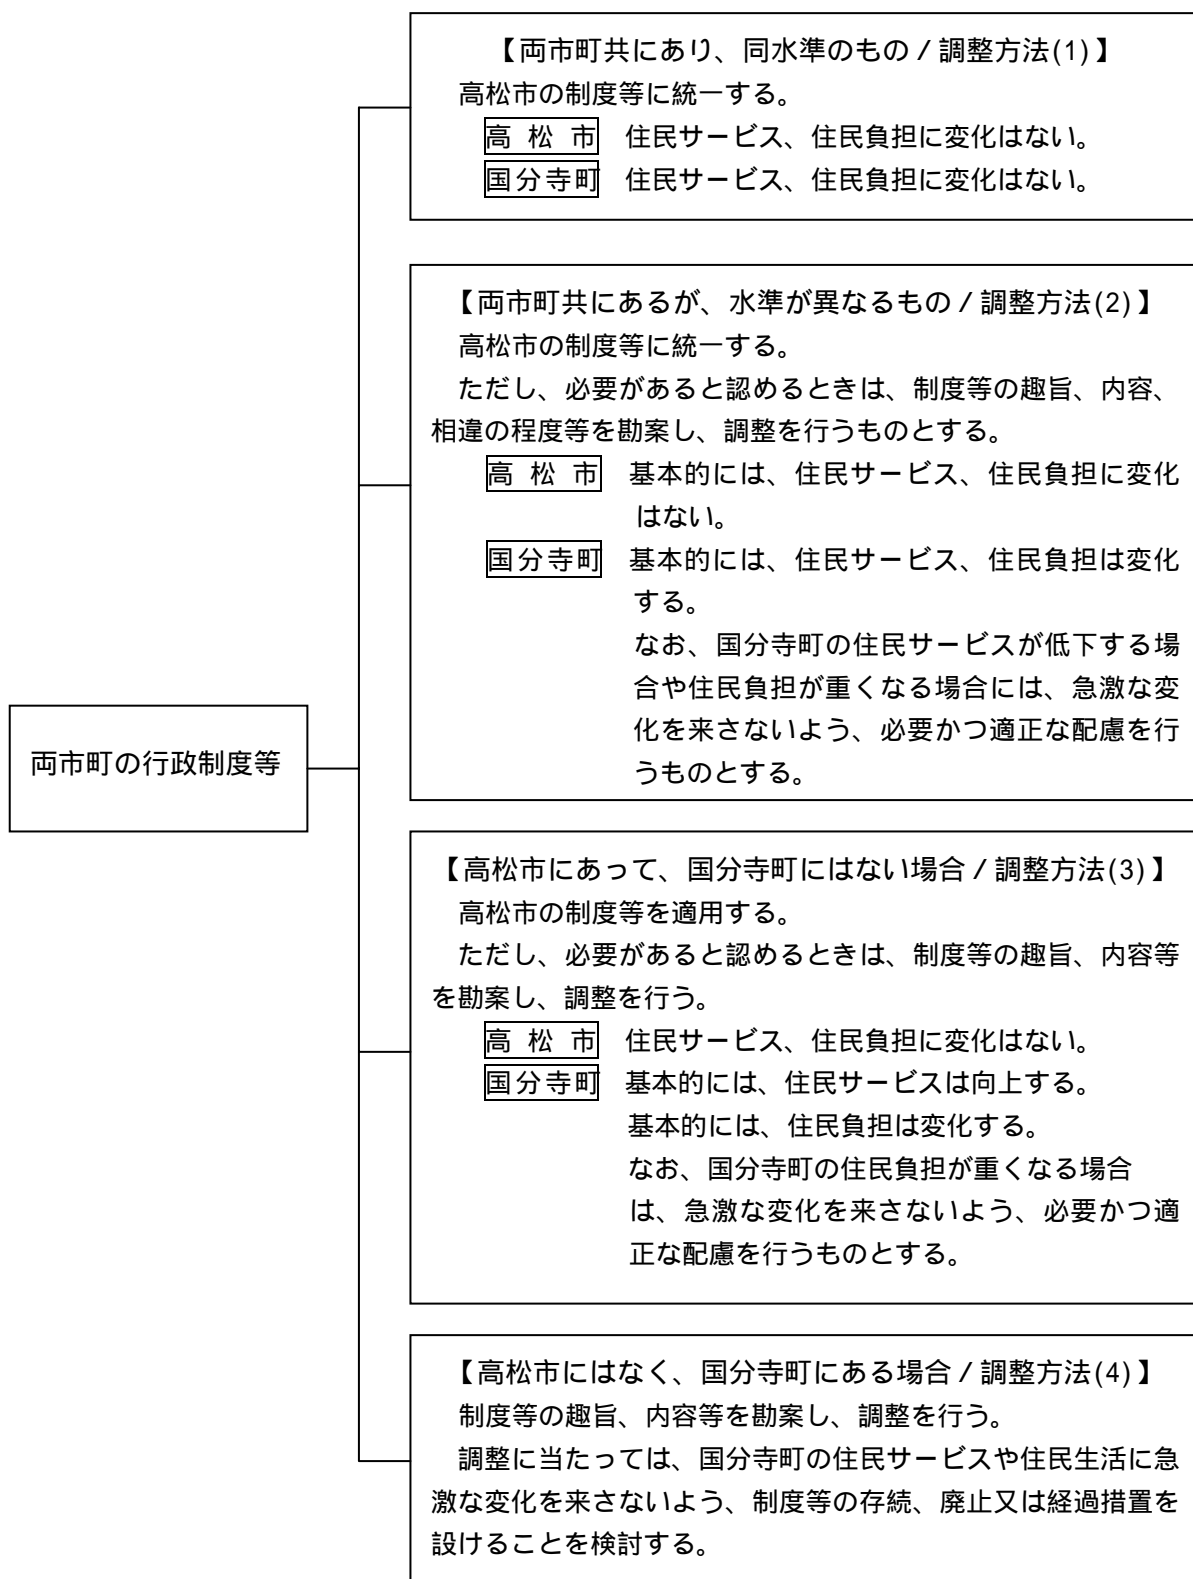 【両市町共にあり、同水準のもの／調整方法(1)】
高松市の制度等に統一する。
高 松 市　住民サービス、住民負担に変化はない。
国分寺町　住民サービス、住民負担に変化はない。
【両市町共にあるが、水準が異なるもの／調整方法(2)】
高松市の制度等に統一する。
ただし、必要があると認めるときは、制度等の趣旨、内容、
相違の程度等を勘案し、調整を行うものとする。
高 松 市　基本的には、住民サービス、住民負担に変化
はない。
国分寺町　基本的には、住民サービス、住民負担は変化
する。
なお、国分寺町の住民サービスが低下する場
合や住民負担が重くなる場合には、急激な変
化を来さないよう、必要かつ適正な配慮を行
うものとする。
両市町の行政制度等
【高松市にあって、国分寺町にはない場合／調整方法(3)】
高松市の制度等を適用する。
ただし、必要があると認めるときは、制度等の趣旨、内容等
を勘案し、調整を行う。
高 松 市　住民サービス、住民負担に変化はない。
国分寺町　基本的には、住民サービスは向上する。
基本的には、住民負担は変化する。
なお、国分寺町の住民負担が重くなる場合
は、急激な変化を来さないよう、必要かつ適
正な配慮を行うものとする。
【高松市にはなく、国分寺町にある場合／調整方法(4)】
制度等の趣旨、内容等を勘案し、調整を行う。
調整に当たっては、国分寺町の住民サービスや住民生活に急
激な変化を来さないよう、制度等の存続、廃止又は経過措置を
設けることを検討する。